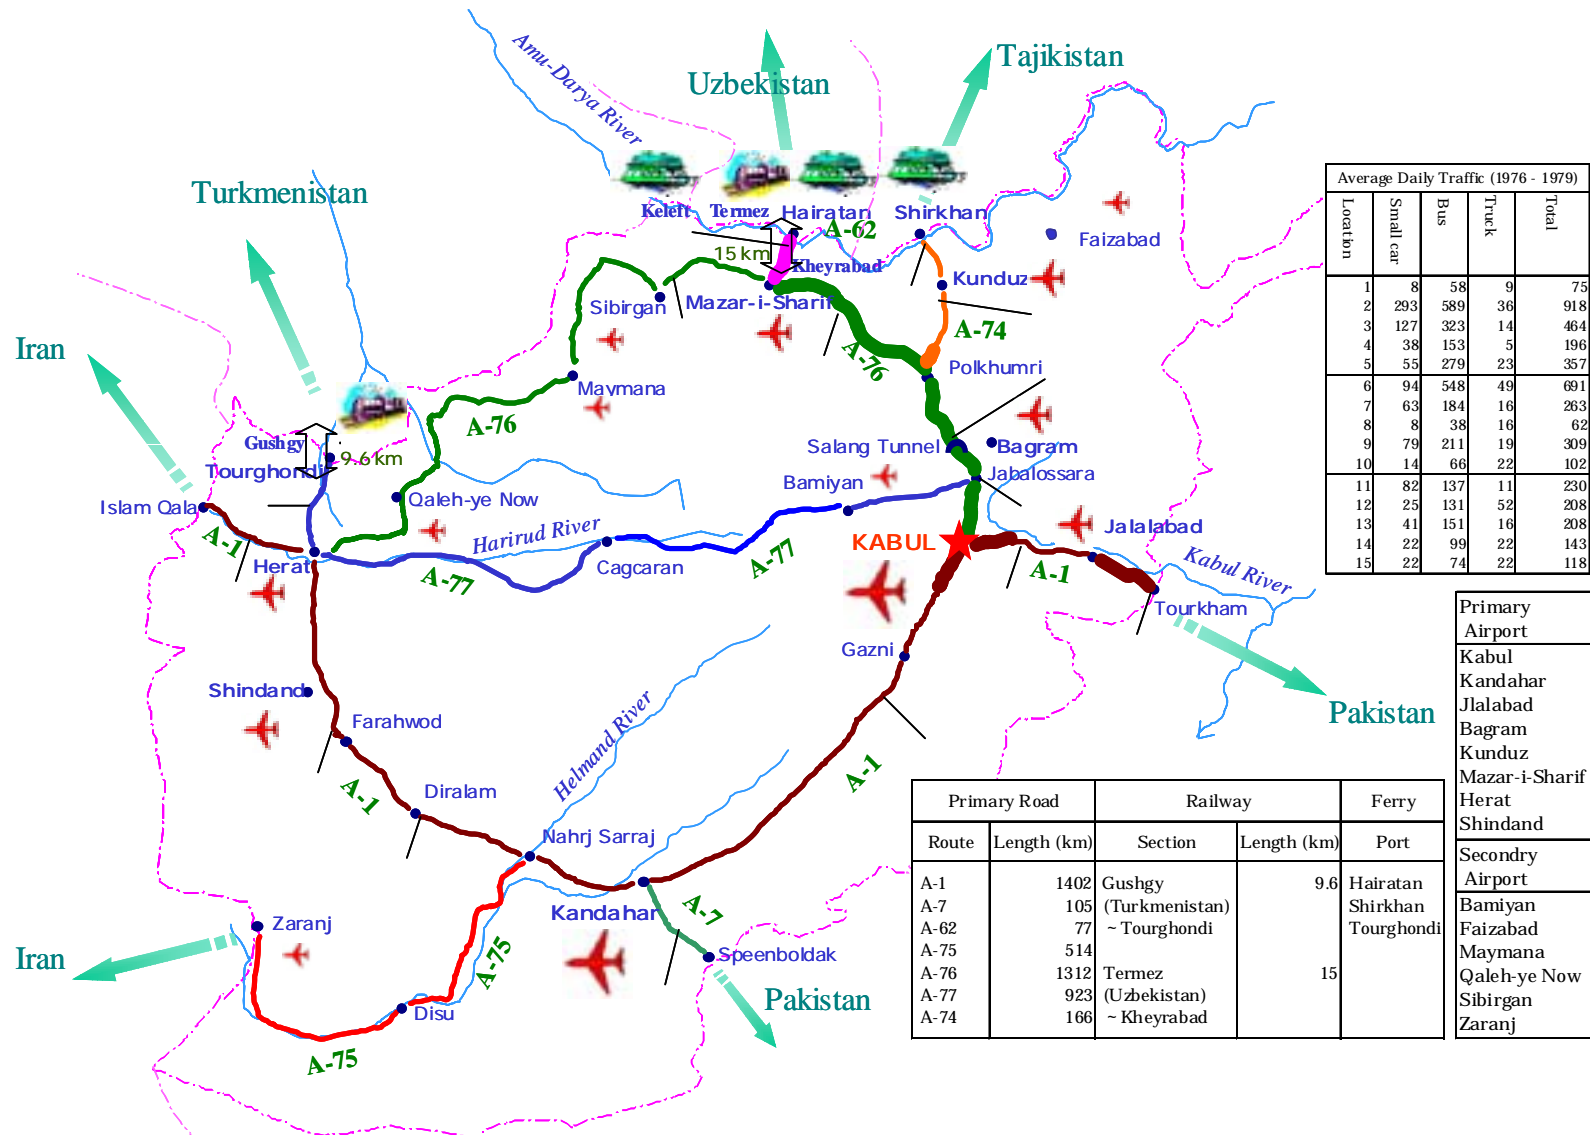 Amu-Darya River
Uzbekistan
Tajikistan
Turkmenistan
Keleft
Termez
Hairatan
Shirkhan
A-62
15 km
Kheyrabad
Faizabad
Kunduz
Mazar-i-Sharif
Sibirgan
A-74
A-76
Polkhumri
Iran
Maymana
A-76
Gushgy
9.6 km
Tourghondi
Salang Tunnel
Bagram
Jabalossara
Bamiyan
Islam Qala
Qaleh-ye Now
Harirud River
Jalalabad
A-1
KABUL
Kabul River
Herat
A-77
Cagcaran
A-77
A-1
Tourkham
Gazni
Shindand
Farahwod
Helmand River
Pakistan
A-1
A-1
Diralam
Nahrj Sarraj
Kandahar
A-7
Zaranj
Iran
A-75
Speenboldak
Pakistan
Disu
A-75
Average Daily Traffic (1976 - 1979)
Location Small car Bus Truck Total
1 8 58 9 75
2 293 589 36 918
3 127 323 14 464
4 38 153 5 196
5 55 279 23 357
6 94 548 49 691
7 63 184 16 263
8 8 38 16 62
9 79 211 19 309
10 14 66 22 102
11 82 137 11 230
12 25 131 52 208
13 41 151 16 208
14 22 99 22 143
15 22 74 22 118
Primary
Airport
Kabul
Kandahar
Jlalabad
Bagram
Kunduz
Mazar-i-Sharif
Herat
Shindand
Secondry
Airport
Bamiyan
Faizabad
Maymana
Qaleh-ye Now
Sibirgan
Zaranj
Primary Road Railway Ferry
Route Length (km) Section Length (km) Port
A-1 1402 Gushgy 9.6 Hairatan
A-7 105 (Turkmenistan) Shirkhan
A-62 77 ~ Tourghondi Tourghondi
A-75 514
A-76 1312 Termez 15
A-77 923 (Uzbekistan)
A-74 166 ~ Kheyrabad